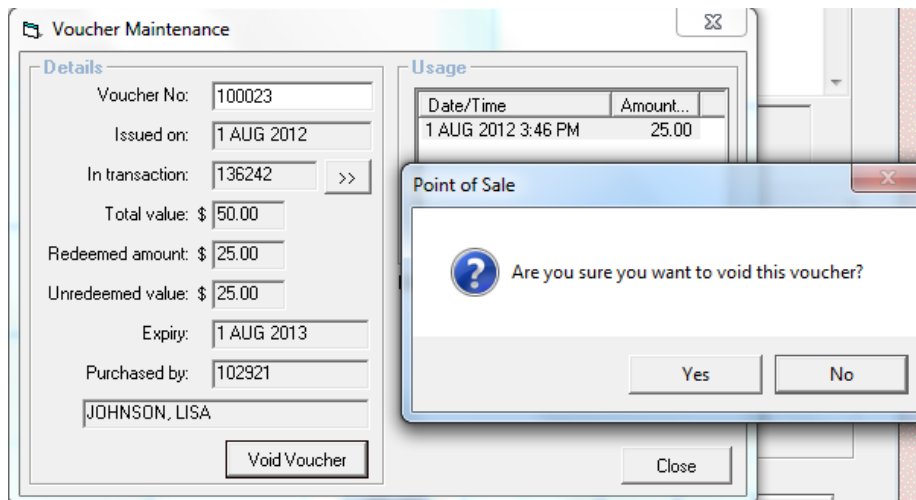 Voucher Maintenance
Details
Voucher No: 100023
Issued on: 1 AUG 2012
In transaction: 136242 >>
Total value: $ 50.00
Redeemed amount: $ 25.00
Unredeemed value: $ 25.00
Expiry: 1 AUG 2013
Purchased by: 102921
JOHNSON, LISA
Void Voucher
Usage
Date/Time Amount...
1 AUG 2012 3:46 PM 25.00
Point of Sale
Are you sure you want to void this voucher?
Yes No
Close